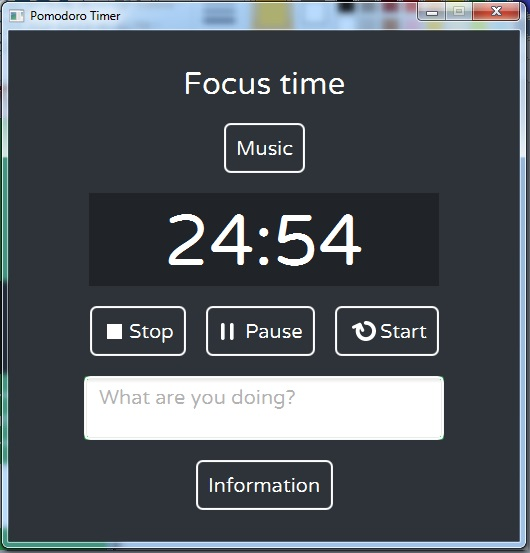 Pomodoro Timer
Focus time
Music
24:54
Stop Pause Start
What are you doing?
Information